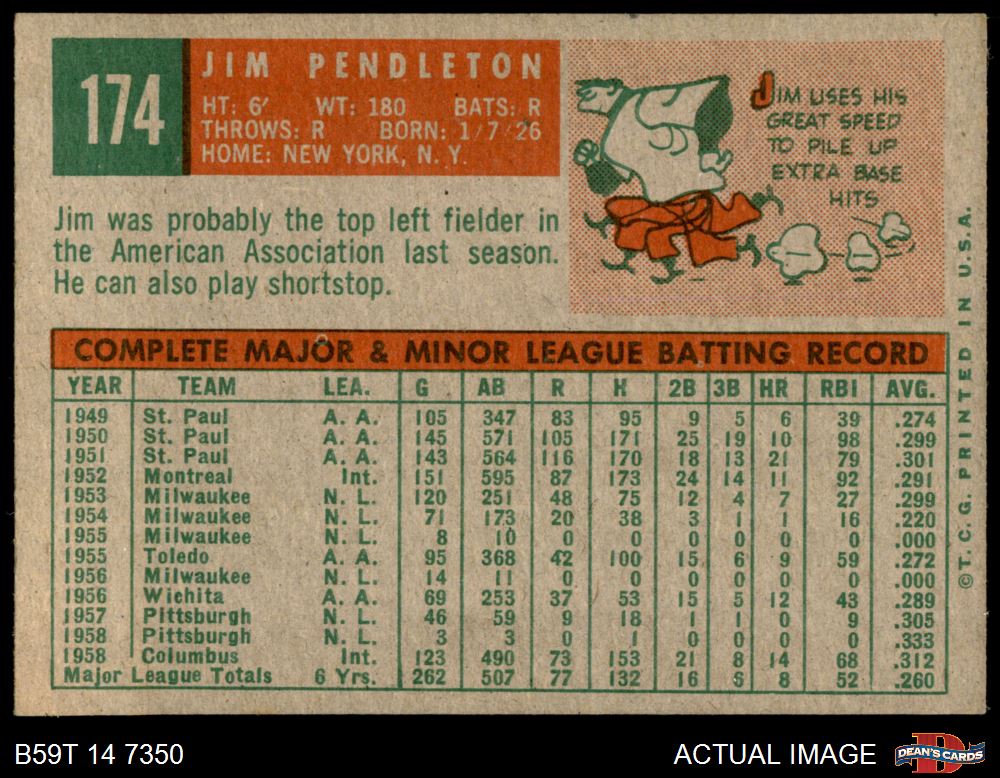 174
JIM PENDLETON
HT: 6' WT: 180 BATS: R
THROWS: R BORN: 1/7/26
HOME: NEW YORK, N. Y.
JIM USES HIS
GREAT SPEED
TO PILE UP
EXTRA BASE
HITS
Jim was probably the top left fielder in
the American Association last season.
He can also play shortstop.
COMPLETE MAJOR & MINOR LEAGUE BATTING RECORD
YEAR TEAM LEA. G AB R H 2B 3B HR RBI AVG.
1949 St. Paul A. A. 105 347 83 95 9 5 6 39 .274
1950 St. Paul A. A. 145 571 105 171 25 19 10 98 .299
1951 St. Paul A. A. 143 564 116 170 18 13 21 79 .301
1952 Montreal Int. 151 595 87 173 24 14 11 92 .291
1953 Milwaukee N. L. 120 251 48 75 12 4 7 27 .299
1954 Milwaukee N. L. 71 173 20 38 3 1 1 16 .220
1955 Milwaukee N. L. 8 10 0 0 0 0 0 0 .000
1955 Toledo A. A. 95 368 42 100 15 6 9 59 .272
1956 Milwaukee N. L. 14 11 0 0 0 0 0 0 .000
1956 Wichita A. A. 69 253 37 53 15 5 12 43 .289
1957 Pittsburgh N. L. 46 59 9 18 1 1 0 9 .305
1958 Pittsburgh N. L. 3 3 0 1 0 0 0 0 .333
1958 Columbus Int. 123 490 73 153 21 8 14 68 .312
Major League Totals 6 Yrs. 262 507 77 132 16 8 52 .260
©T. C. G. PRINTED IN U.S.A.
B59T 14 7350
ACTUAL IMAGE
D
DEAN'S CARDS